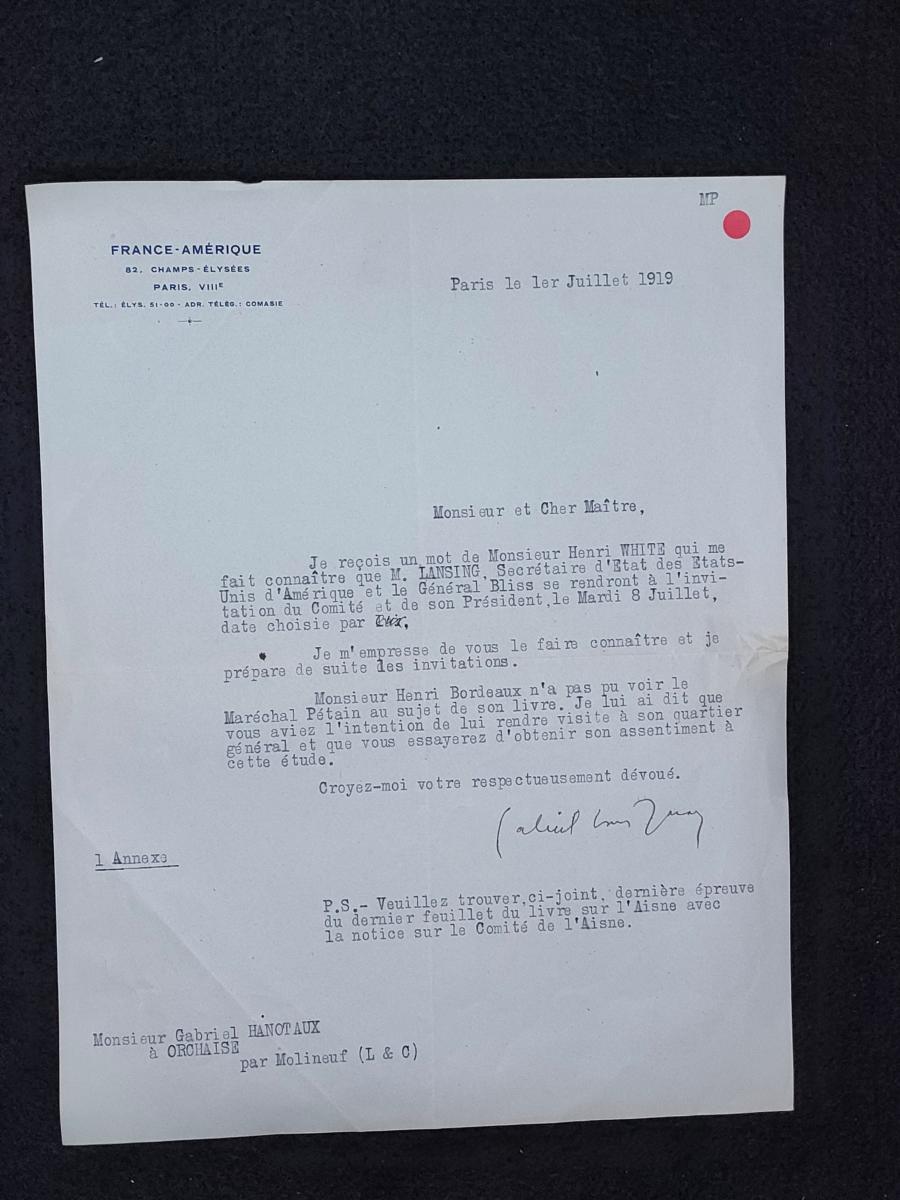 MP
FRANCE-AMÉRIQUE
82, CHAMPS-ÉLYSÉES
PARIS, VIIIE
TÉL.: ÉLYS. 51-00 - ADR. TÉLÉG.: COMASIE
Paris le 1er Juillet 1919
Monsieur et Cher Maître,
Je reçois un mot de Monsieur Henri WHITE qui me
fait connaître que M. LANSING, Secrétaire d'Etat des Etats-
Unis d'Amérique et le Général Bliss se rendront à l'invi-
tation du Comité et de son Président, le Mardi 8 Juillet,
date choisie par
Je m'empresse de vous le faire connaître et je
prépare de suite les invitations.
Monsieur Henri Bordeaux n'a pas pu voir le
Maréchal Pétain au sujet de son livre. Je lui ai dit que
vous aviez l'intention de lui rendre visite à son quartier
général et que vous essayerez d'obtenir son assentiment à
cette étude.
Croyez-moi votre respectueusement dévoué.
Gabriel Louis
1 Annexe
P.S.- Veuillez trouver, ci-joint, dernière épreuve
du dernier feuillet du livre sur l'Aisne avec
la notice sur le Comité de l'Aisne.
Monsieur Gabriel HANOTAUX
à ORCHAISE
par Molineuf (L & C)